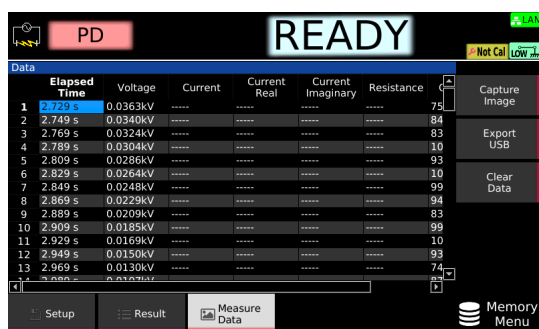 PD
READY
LAN
Not Cal LOW
Data
Elapsed Time Voltage Current Current Real Current Imaginary Resistance
1 2.729 s 0.0363kV ----- ----- ----- ----- 75
2 2.749 s 0.0340kV ----- ----- ----- ----- 84
3 2.769 s 0.0324kV ----- ----- ----- ----- 83
4 2.789 s 0.0304kV ----- ----- ----- ----- 10
5 2.809 s 0.0286kV ----- ----- ----- ----- 93
6 2.829 s 0.0264kV ----- ----- ----- ----- 10
7 2.849 s 0.0248kV ----- ----- ----- ----- 99
8 2.869 s 0.0229kV ----- ----- ----- ----- 94
9 2.889 s 0.0209kV ----- ----- ----- ----- 83
10 2.909 s 0.0185kV ----- ----- ----- ----- 99
11 2.929 s 0.0169kV ----- ----- ----- ----- 10
12 2.949 s 0.0150kV ----- ----- ----- ----- 93
13 2.969 s 0.0130kV ----- ----- ----- ----- 74
Capture
Image
Export
USB
Clear
Data
Setup
Result
Measure
Data
Memory
Menu